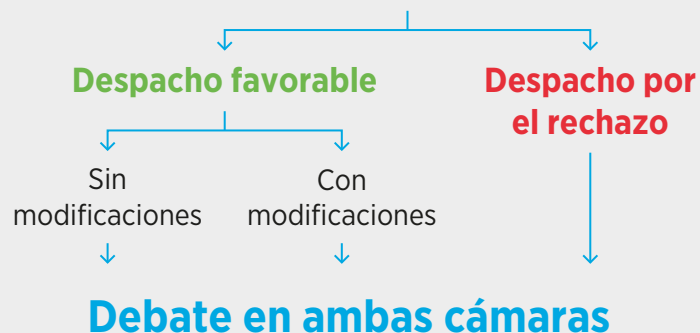 Despacho favorable
Despacho por
el rechazo
Sin
modificaciones
Con
modificaciones
Debate en ambas cámaras